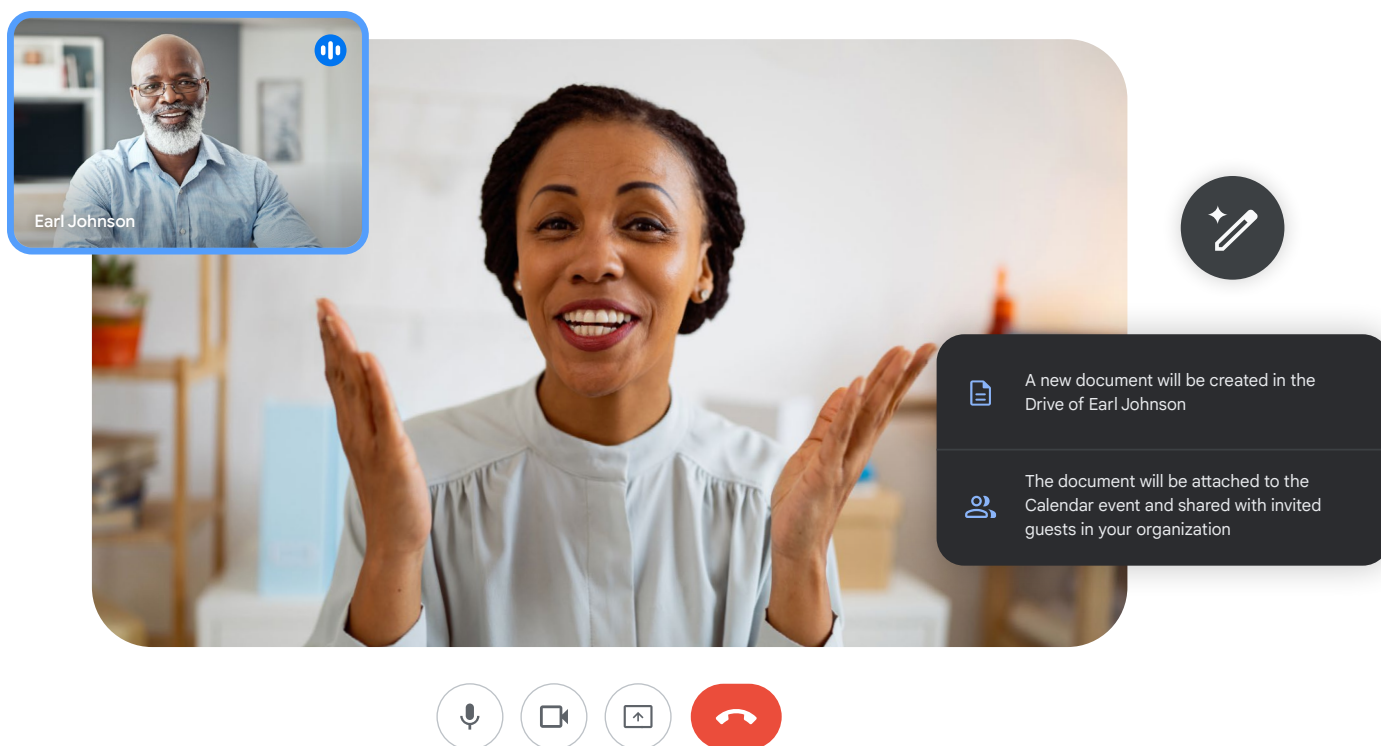 Earl Johnson
A new document will be created in the
Drive of Earl Johnson
The document will be attached to the
Calendar event and shared with invited
guests in your organization